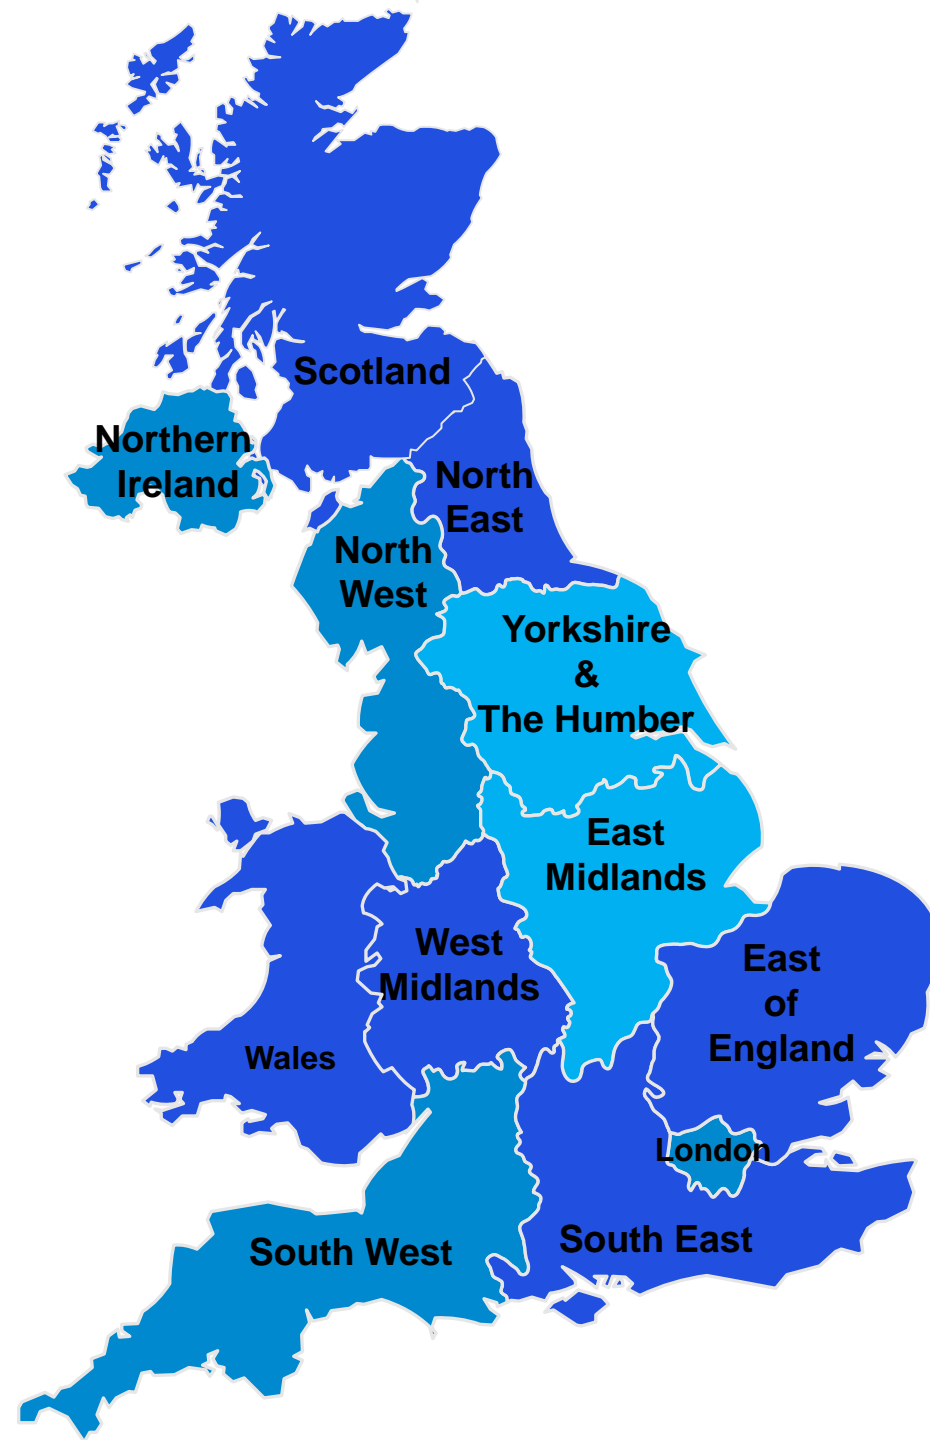 Scotland
Northern
Ireland
North
East
North
West
Yorkshire
&
The Humber
East
Midlands
West
Midlands
East
of
England
Wales
London
South East
South West